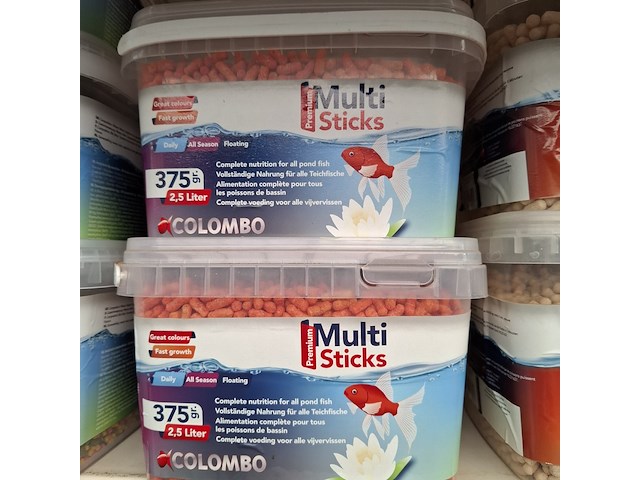 Great colours
Fast growth
Premium
Multi
Sticks
Daily All Season Floating
375 gr.
2,5 Liter
Complete nutrition for all pond fish
Vollständige Nahrung für alle Teichfische
Alimentation complète pour tous
les poissons de bassin
Complete voeding voor alle vijvervissen
COLOMBO
Great colours
Fast growth
Premium
Multi
Sticks
Daily All Season Floating
375 gr.
2,5 Liter
Complete nutrition for all pond fish
Vollständige Nahrung für alle Teichfische
Alimentation complète pour tous
les poissons de bassin
Complete voeding voor alle vijvervissen
COLOMBO